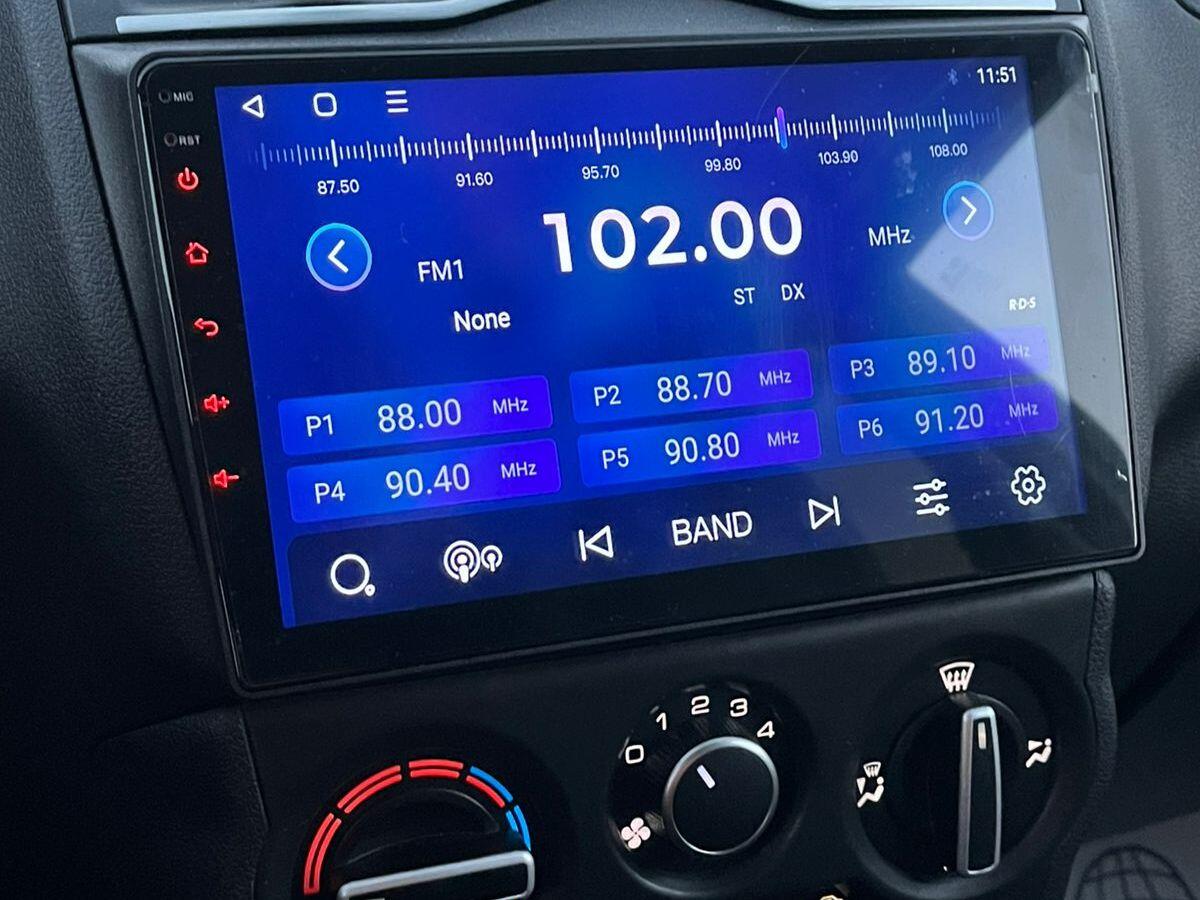 MIC
11:51
RST
87.50 91.60 95.70 99.80 103.90 108.00
FM1 102.00 MHz
ST DX
None
R·D·S
P1 88.00 MHz
P2 88.70 MHz
P3 89.10 MHz
P4 90.40 MHz
P5 90.80 MHz
P6 91.20 MHz
BAND
0 1 2 3 4